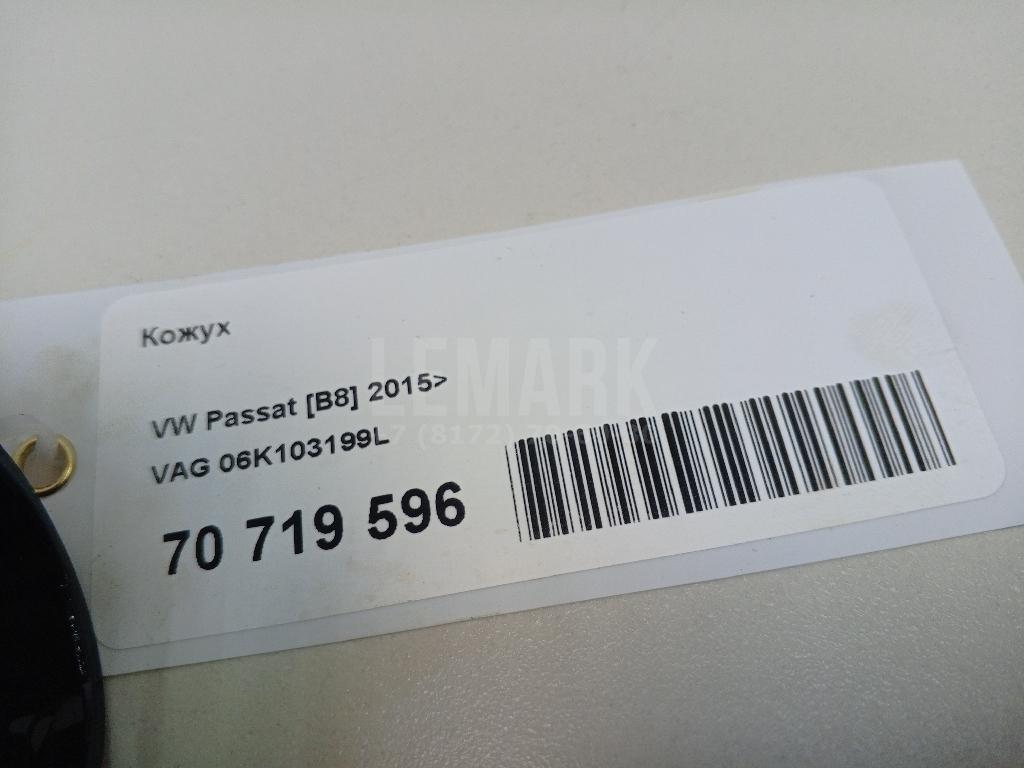 Кожух
LEMARK
VW Passat [B8] 2015>
VAG 06K103199L
70 719 596